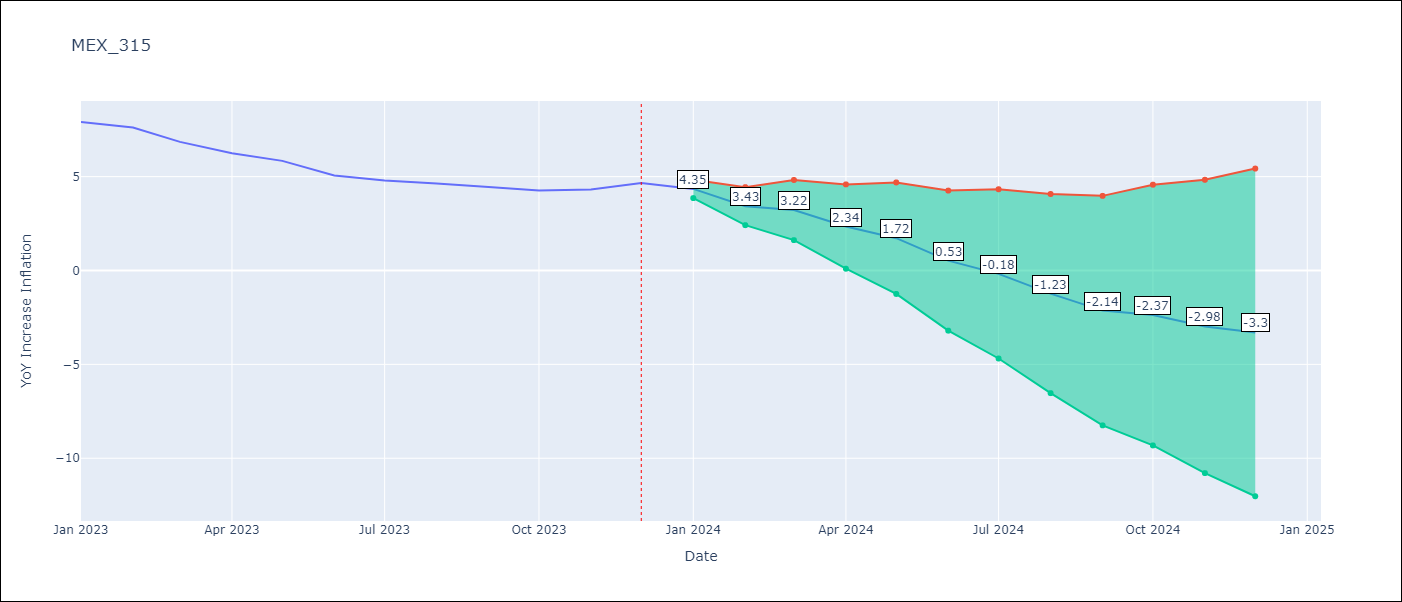 MEX_315
YoY Increase Inflation
5
0
−5
−10
4.35
3.43
3.22
2.34
1.72
0.53
-0.18
-1.23
-2.14
-2.37
-2.98
-3.3
Jan 2023
Apr 2023
Jul 2023
Oct 2023
Jan 2024
Apr 2024
Jul 2024
Oct 2024
Jan 2025
Date